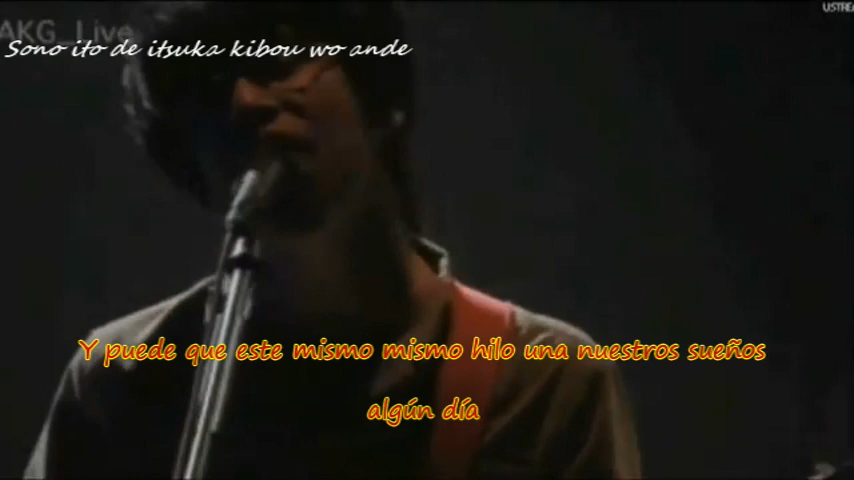 USTREA
AKG_Live
Sono ito de itsuka kibou wo ande
Y puede que este mismo mismo hilo una nuestros sueños
algún día